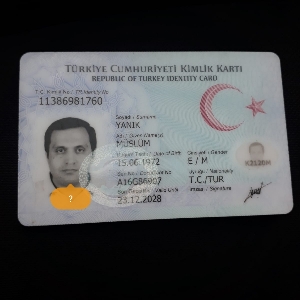 TÜRKİYE CUMHURİYETİ KİMLİK KARTI
REPUBLIC OF TURKEY IDENTITY CARD
T.C. Kimlik No / TR Identity No
11386981760
Soyadı / Surname
YANIK
Adı / Given Name(s)
MÜSLÜM
Doğum Tarihi / Date of Birth
Cinsiyeti / Gender
15.06.1972
E / M
Seri No / Document No
Uyruğu / Nationality
T.C./TUR
Son Geçerlilik / Valid Until
İmzası / Signature
23.12.2028
?